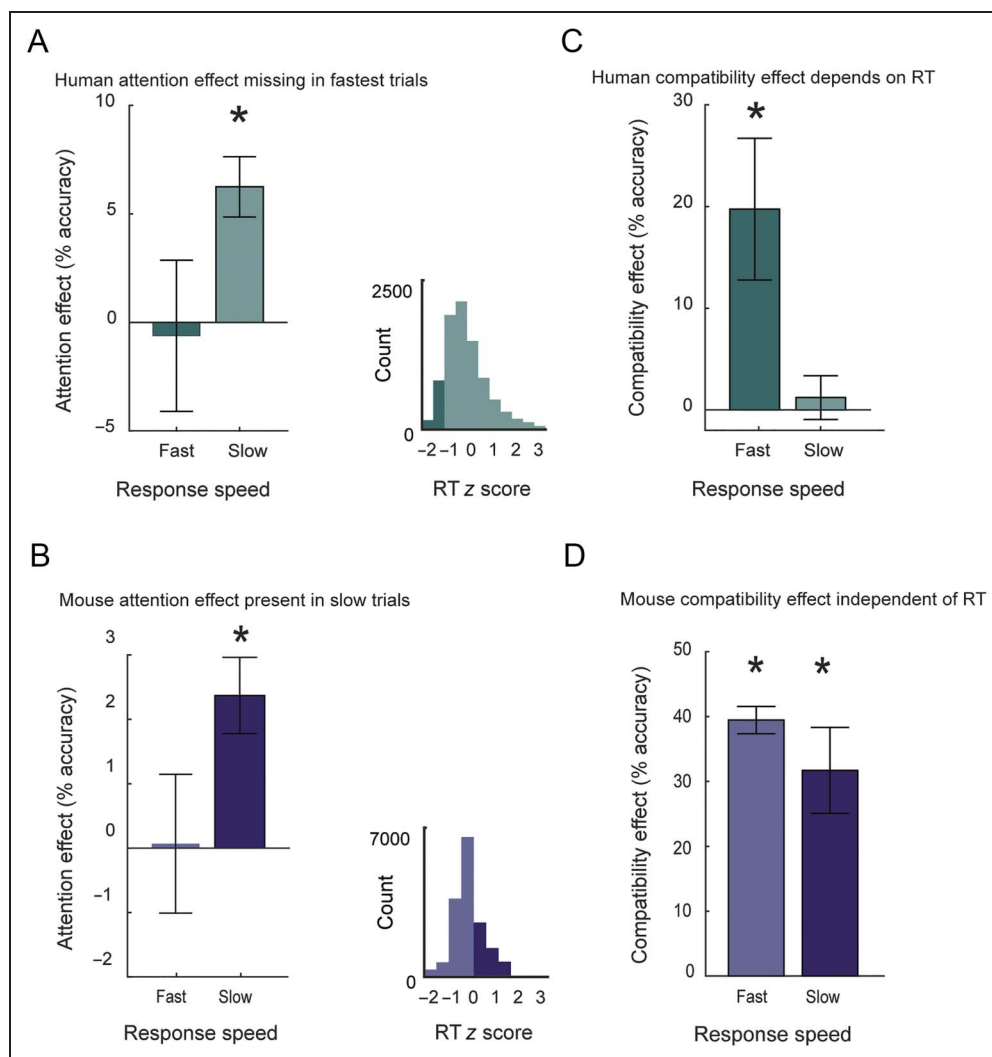 A
Human attention effect missing in fastest trials
10
5
0
−5
Attention effect (% accuracy)
*
Fast Slow
Response speed
2500
0
Count
−2 −1 0 1 2 3
RT z score
C
Human compatibility effect depends on RT
30
20
10
0
Compatibility effect (% accuracy)
*
Fast Slow
Response speed
B
Mouse attention effect present in slow trials
3
2
1
0
−1
−2
Attention effect (% accuracy)
*
Fast Slow
Response speed
7000
0
Count
−2 −1 0 1 2 3
RT z score
D
Mouse compatibility effect independent of RT
50
40
30
20
10
0
Compatibility effect (% accuracy)
* *
Fast Slow
Response speed